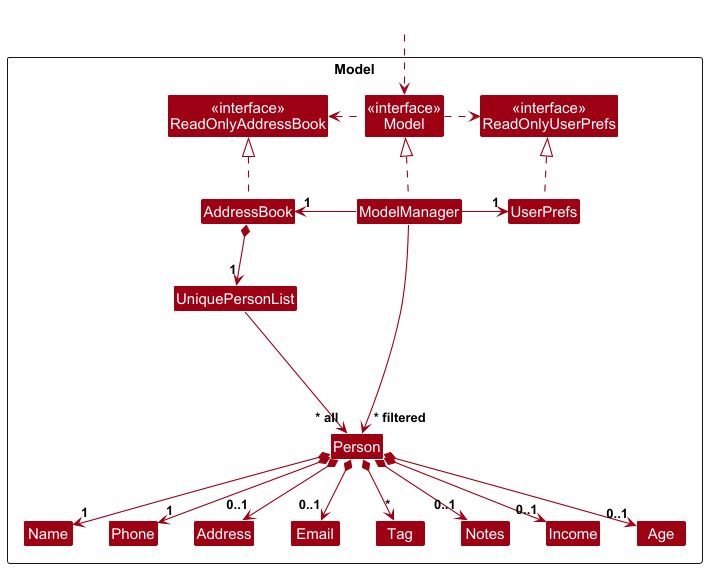 Model
«interface»
ReadOnlyAddressBook
«interface»
Model
«interface»
ReadOnlyUserPrefs
AddressBook
1
ModelManager
1
UserPrefs
1
UniquePersonList
* all
* filtered
Person
1
1
0..1
0..1
*
0..1
0..1
0..1
Name
Phone
Address
Email
Tag
Notes
Income
Age